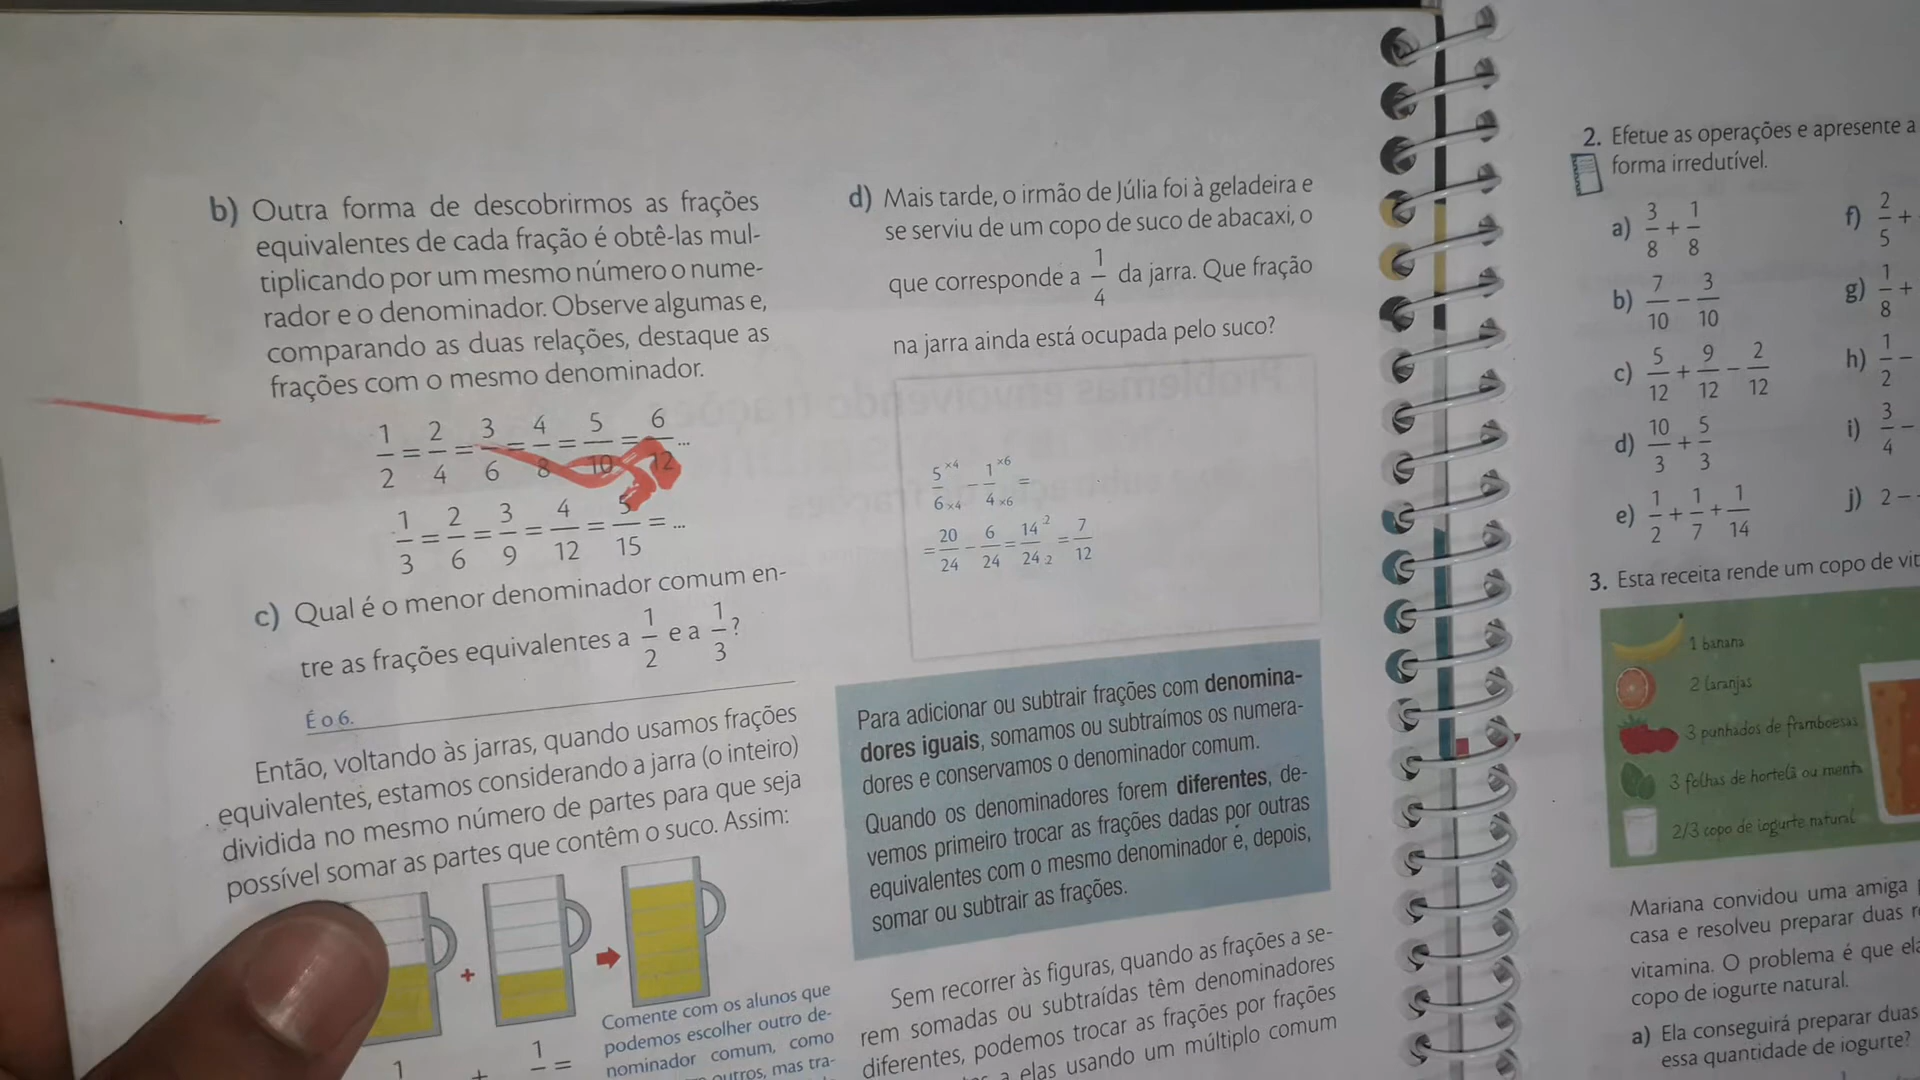 b) Outra forma de descobrirmos as frações
equivalentes de cada fração é obtê-las mul-
tiplicando por um mesmo número o nume-
rador e o denominador. Observe algumas e,
comparando as duas relações, destaque as
frações com o mesmo denominador.
1/2 = 2/4 = 3/6 = 4/8 = 5/10 = 6/12 ...
1/3 = 2/6 = 3/9 = 4/12 = 5/15 = ...
c) Qual é o menor denominador comum en-
tre as frações equivalentes a 1/2 e a 1/3?
É o 6.
Então, voltando às jarras, quando usamos frações
equivalentes, estamos considerando a jarra (o inteiro)
dividida no mesmo número de partes para que seja
possível somar as partes que contêm o suco. Assim:
+
1 + 1 =
Comente com os alunos que
podemos escolher outro de-
nominador comum, como
outros, mas tra-
d) Mais tarde, o irmão de Júlia foi à geladeira e
se serviu de um copo de suco de abacaxi, o
que corresponde a 1/4 da jarra. Que fração
na jarra ainda está ocupada pelo suco?
5×4/6×4 − 1×6/4×6 =
= 20/24 − 6/24 = 14:2/24:2 = 7/12
Para adicionar ou subtrair frações com denomina-
dores iguais, somamos ou subtraímos os numera-
dores e conservamos o denominador comum.
Quando os denominadores forem diferentes, de-
vemos primeiro trocar as frações dadas por outras
equivalentes com o mesmo denominador e, depois,
somar ou subtrair as frações.
Sem recorrer às figuras, quando as frações a se-
rem somadas ou subtraídas têm denominadores
diferentes, podemos trocar as frações por frações
a elas usando um múltiplo comum
2. Efetue as operações e apresente a
forma irredutível.
a) 3/8 + 1/8
b) 7/10 − 3/10
c) 5/12 + 9/12 − 2/12
d) 10/3 + 5/3
e) 1/2 + 1/7 + 1/14
f) 2/5 +
g) 1/8 +
h) 1/2 −
i) 3/4 −
j) 2 −
3. Esta receita rende um copo de vit
1 banana
2 laranjas
3 punhados de framboesas
3 folhas de hortelã ou menta
2/3 copo de iogurte natural
Mariana convidou uma amiga
casa e resolveu preparar duas r
vitamina. O problema é que ela
copo de iogurte natural.
a) Ela conseguirá preparar duas
essa quantidade de iogurte?